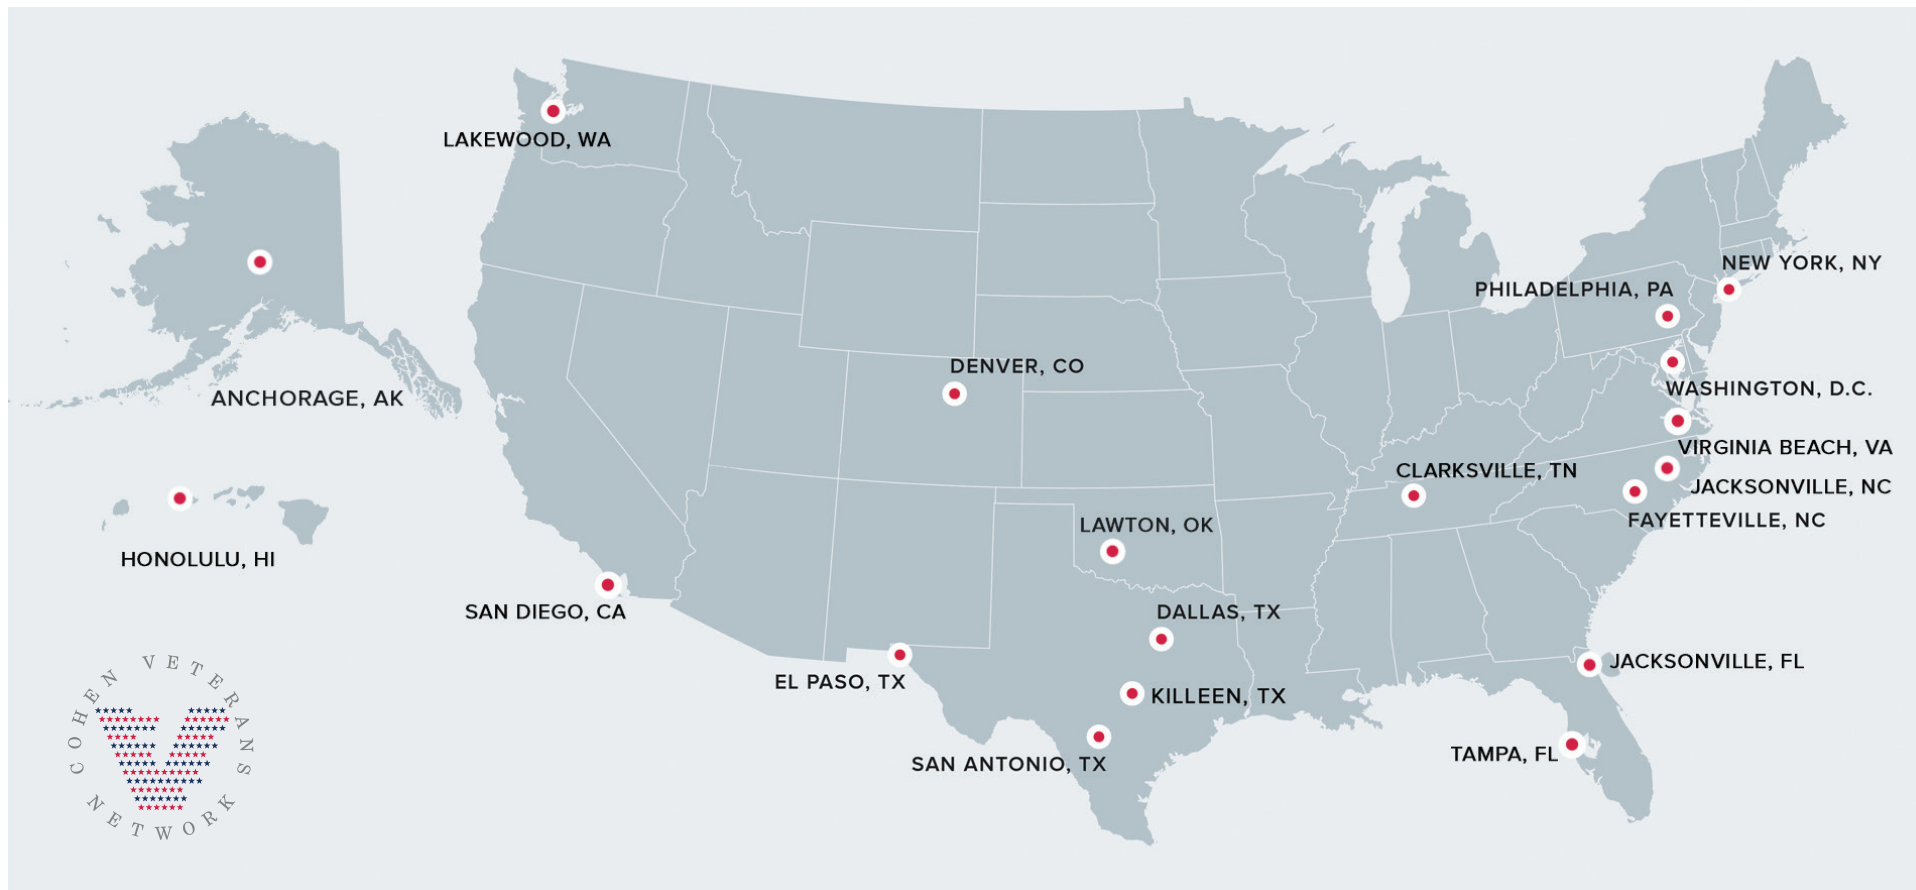 LAKEWOOD, WA
NEW YORK, NY
PHILADELPHIA, PA
DENVER, CO
WASHINGTON, D.C.
ANCHORAGE, AK
VIRGINIA BEACH, VA
CLARKSVILLE, TN
JACKSONVILLE, NC
FAYETTEVILLE, NC
LAWTON, OK
HONOLULU, HI
SAN DIEGO, CA
DALLAS, TX
JACKSONVILLE, FL
EL PASO, TX
KILLEEN, TX
TAMPA, FL
SAN ANTONIO, TX
COHEN VETERANS NETWORK